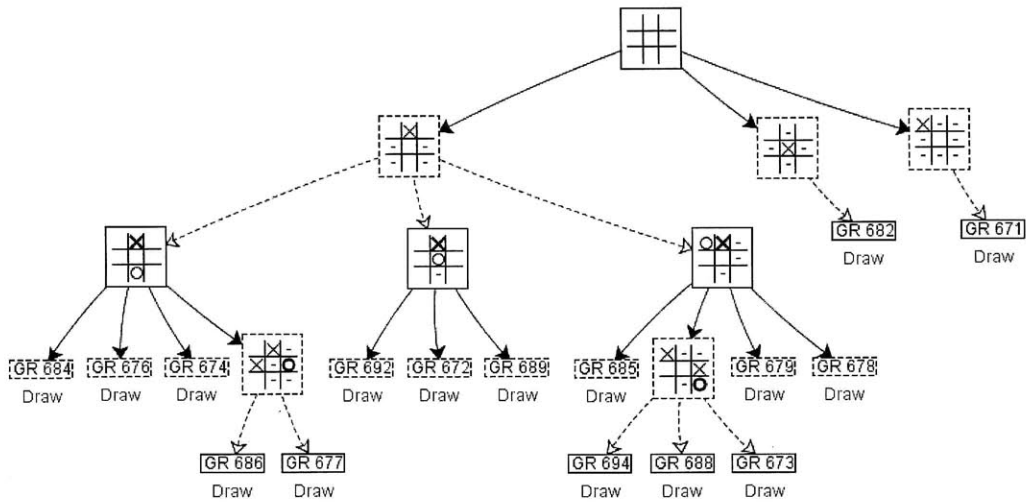 GR 682
Draw
GR 671
Draw
GR 684
Draw
GR 676
Draw
GR 674
Draw
GR 692
Draw
GR 672
Draw
GR 689
Draw
GR 685
Draw
GR 679
Draw
GR 678
Draw
GR 686
Draw
GR 677
Draw
GR 694
Draw
GR 688
Draw
GR 673
Draw